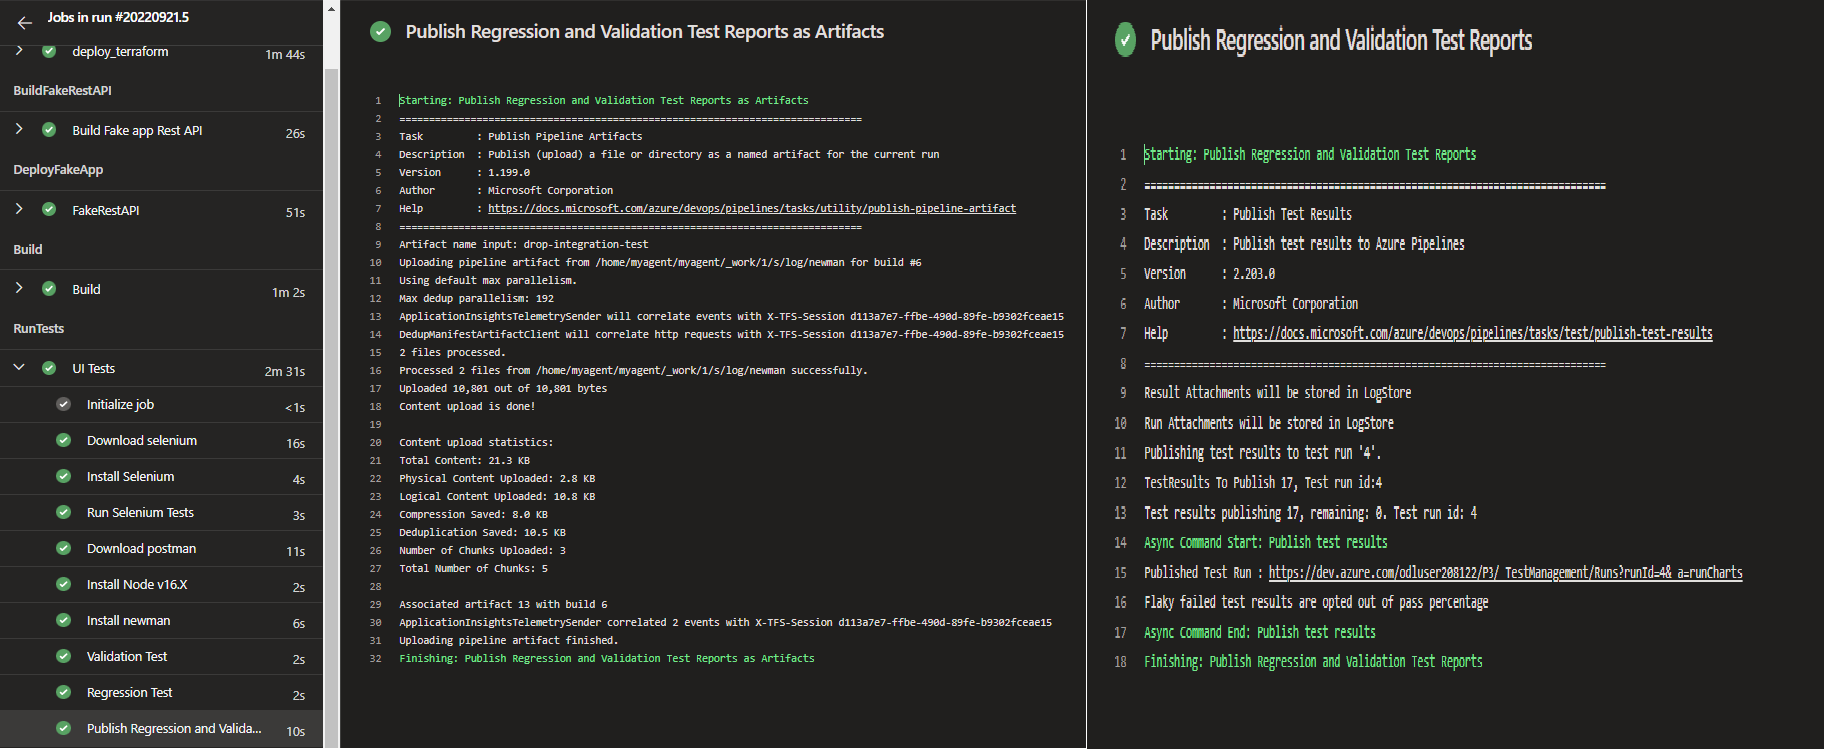 Jobs in run #20220921.5
deploy_terraform
1m 44s
BuildFakeRestAPI
Build Fake app Rest API
26s
DeployFakeApp
FakeRestAPI
51s
Build
Build
1m 2s
RunTests
UI Tests
2m 31s
Initialize job
<1s
Download selenium
16s
Install Selenium
4s
Run Selenium Tests
3s
Download postman
11s
Install Node v16.X
2s
Install newman
6s
Validation Test
2s
Regression Test
2s
Publish Regression and Valida...
10s
Publish Regression and Validation Test Reports as Artifacts
1 Starting: Publish Regression and Validation Test Reports as Artifacts
2 ==============================================================================
3 Task         : Publish Pipeline Artifacts
4 Description  : Publish (upload) a file or directory as a named artifact for the current run
5 Version      : 1.199.0
6 Author       : Microsoft Corporation
7 Help         : https://docs.microsoft.com/azure/devops/pipelines/tasks/utility/publish-pipeline-artifact
8 ==============================================================================
9 Artifact name input: drop-integration-test
10 Uploading pipeline artifact from /home/myagent/myagent/_work/1/s/log/newman for build #6
11 Using default max parallelism.
12 Max dedup parallelism: 192
13 ApplicationInsightsTelemetrySender will correlate events with X-TFS-Session d113a7e7-ffbe-490d-89fe-b9302fceae15
14 DedupManifestArtifactClient will correlate http requests with X-TFS-Session d113a7e7-ffbe-490d-89fe-b9302fceae15
15 2 files processed.
16 Processed 2 files from /home/myagent/myagent/_work/1/s/log/newman successfully.
17 Uploaded 10,801 out of 10,801 bytes
18 Content upload is done!
19
20 Content upload statistics:
21 Total Content: 21.3 KB
22 Physical Content Uploaded: 2.8 KB
23 Logical Content Uploaded: 10.8 KB
24 Compression Saved: 8.0 KB
25 Deduplication Saved: 10.5 KB
26 Number of Chunks Uploaded: 3
27 Total Number of Chunks: 5
28
29 Associated artifact 13 with build 6
30 ApplicationInsightsTelemetrySender correlated 2 events with X-TFS-Session d113a7e7-ffbe-490d-89fe-b9302fceae15
31 Uploading pipeline artifact finished.
32 Finishing: Publish Regression and Validation Test Reports as Artifacts
Publish Regression and Validation Test Reports
1 Starting: Publish Regression and Validation Test Reports
2 ==============================================================================
3 Task         : Publish Test Results
4 Description  : Publish test results to Azure Pipelines
5 Version      : 2.203.0
6 Author       : Microsoft Corporation
7 Help         : https://docs.microsoft.com/azure/devops/pipelines/tasks/test/publish-test-results
8 ==============================================================================
9 Result Attachments will be stored in LogStore
10 Run Attachments will be stored in LogStore
11 Publishing test results to test run '4'.
12 TestResults To Publish 17, Test run id:4
13 Test results publishing 17, remaining: 0. Test run id: 4
14 Async Command Start: Publish test results
15 Published Test Run : https://dev.azure.com/odluser208122/P3/_TestManagement/Runs?runId=4&_a=runCharts
16 Flaky failed test results are opted out of pass percentage
17 Async Command End: Publish test results
18 Finishing: Publish Regression and Validation Test Reports